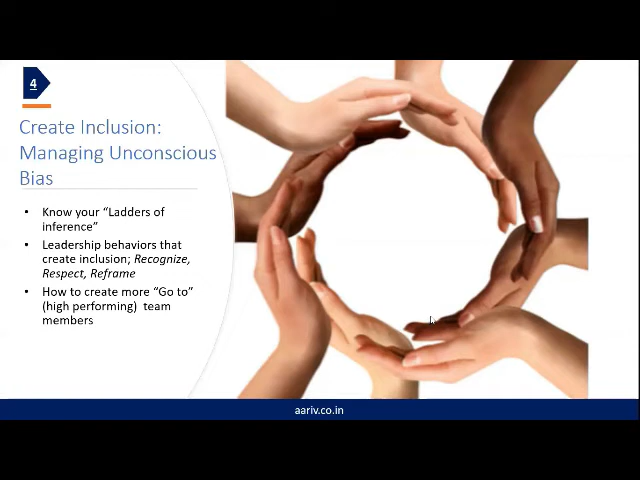 4
Create Inclusion:
Managing Unconscious
Bias
• Know your “Ladders of
inference”
• Leadership behaviors that
create inclusion; Recognize,
Respect, Reframe
• How to create more “Go to”
(high performing) team
members
aariv.co.in